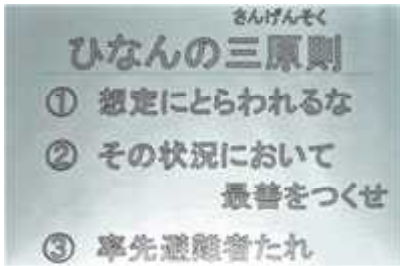 さんげんそく
ひなんの三原則
① 想定にとらわれるな
② その状況において
最善をつくせ
③ 率先避難者たれ